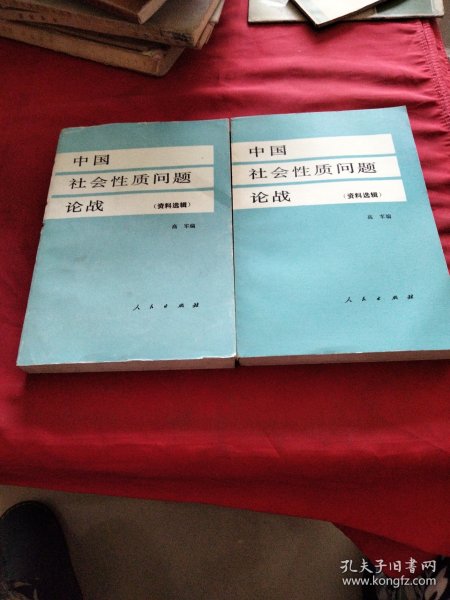 中国
社会性质问题
论战
(资料选辑)
高 军编
人民出版社
中国
社会性质问题
论战
(资料选辑)
高 军编
人民出版社
孔夫子旧书网
www.kongfz.com